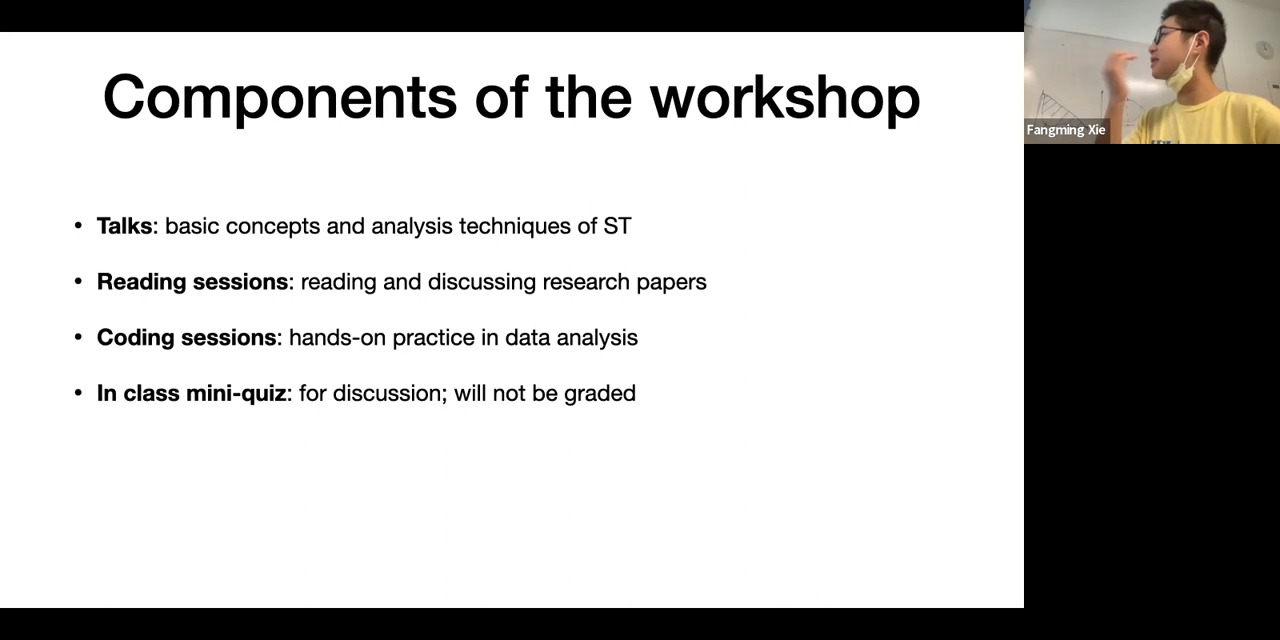 Components of the workshop
• Talks: basic concepts and analysis techniques of ST
• Reading sessions: reading and discussing research papers
• Coding sessions: hands-on practice in data analysis
• In class mini-quiz: for discussion; will not be graded
Fangming Xie